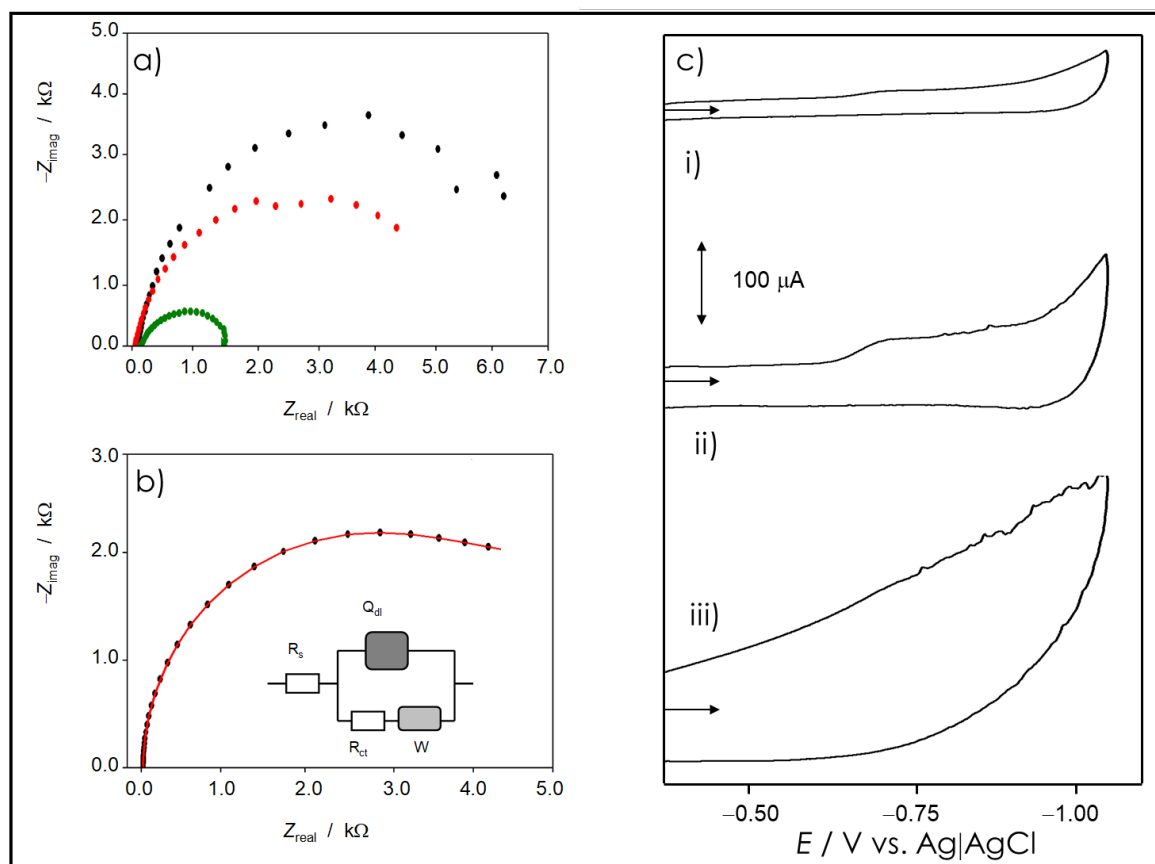 a)
5.0
4.0
3.0
2.0
1.0
0.0
−Z_imag / kΩ
0.0 1.0 2.0 3.0 4.0 5.0 6.0 7.0
Z_real / kΩ
b)
3.0
2.0
1.0
0.0
−Z_imag / kΩ
Q_dl
R_s
R_ct W
0.0 1.0 2.0 3.0 4.0 5.0
Z_real / kΩ
c)
i)
100 µA
ii)
iii)
−0.50 −0.75 −1.00
E / V vs. Ag|AgCl